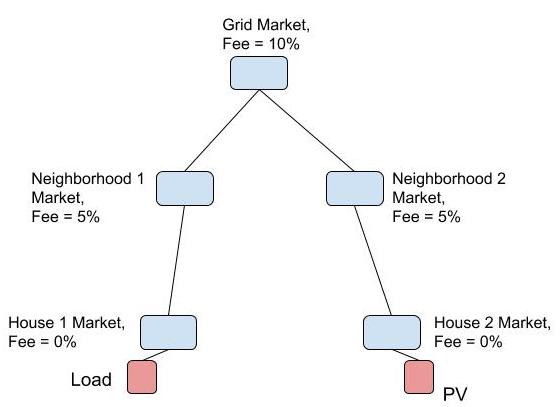 Grid Market,
Fee = 10%
Neighborhood 1
Market,
Fee = 5%
Neighborhood 2
Market,
Fee = 5%
House 1 Market,
Fee = 0%
House 2 Market,
Fee = 0%
Load
PV